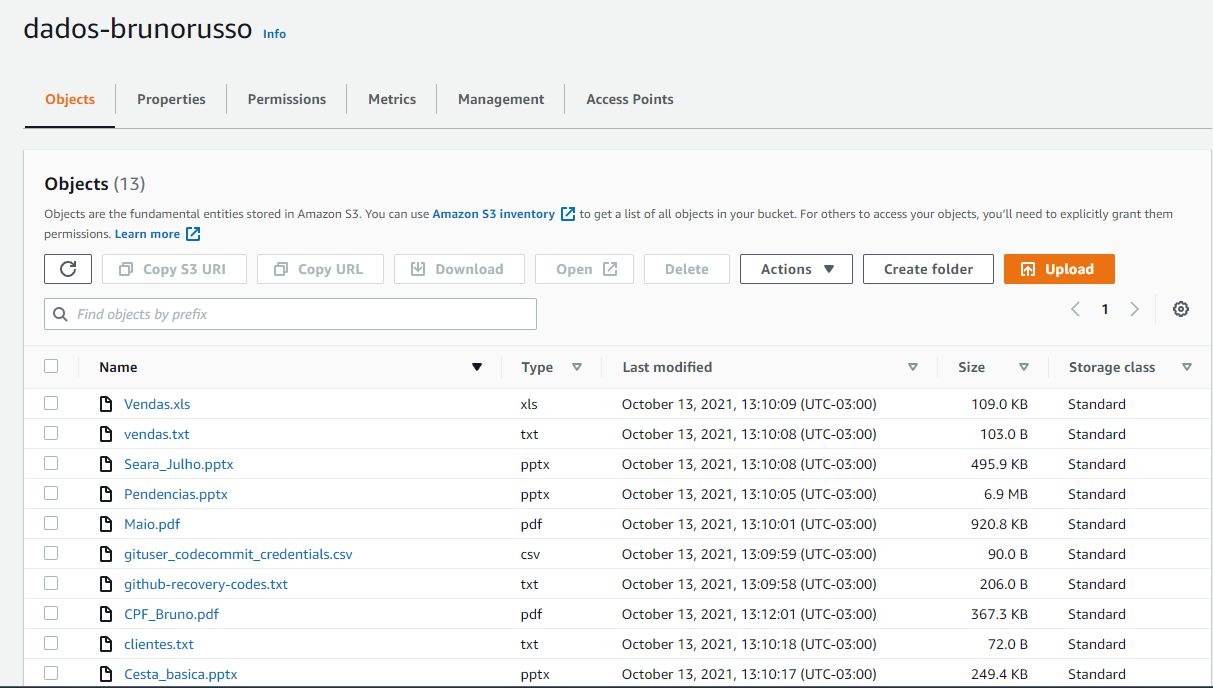 dados-brunorusso Info
Objects Properties Permissions Metrics Management Access Points
Objects (13)
Objects are the fundamental entities stored in Amazon S3. You can use Amazon S3 inventory to get a list of all objects in your bucket. For others to access your objects, you'll need to explicitly grant them
permissions. Learn more
Copy S3 URI Copy URL Download Open Delete Actions Create folder Upload
Find objects by prefix 1
Name Type Last modified Size Storage class
Vendas.xls xls October 13, 2021, 13:10:09 (UTC-03:00) 109.0 KB Standard
vendas.txt txt October 13, 2021, 13:10:08 (UTC-03:00) 103.0 B Standard
Seara_Julho.pptx pptx October 13, 2021, 13:10:08 (UTC-03:00) 495.9 KB Standard
Pendencias.pptx pptx October 13, 2021, 13:10:05 (UTC-03:00) 6.9 MB Standard
Maio.pdf pdf October 13, 2021, 13:10:01 (UTC-03:00) 920.8 KB Standard
gituser_codecommit_credentials.csv csv October 13, 2021, 13:09:59 (UTC-03:00) 90.0 B Standard
github-recovery-codes.txt txt October 13, 2021, 13:09:58 (UTC-03:00) 206.0 B Standard
CPF_Bruno.pdf pdf October 13, 2021, 13:12:01 (UTC-03:00) 367.3 KB Standard
clientes.txt txt October 13, 2021, 13:10:18 (UTC-03:00) 72.0 B Standard
Cesta_basica.pptx pptx October 13, 2021, 13:10:17 (UTC-03:00) 249.4 KB Standard